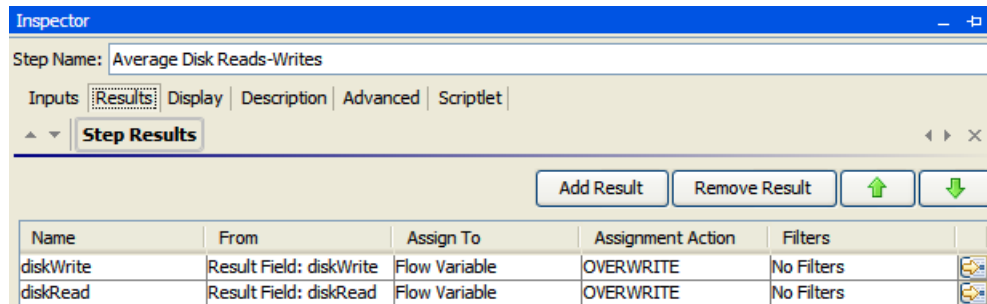 Inspector
Step Name: Average Disk Reads-Writes
Inputs Results Display Description Advanced Scriptlet
Step Results
Add Result Remove Result
Name From Assign To Assignment Action Filters
diskWrite Result Field: diskWrite Flow Variable OVERWRITE No Filters
diskRead Result Field: diskRead Flow Variable OVERWRITE No Filters